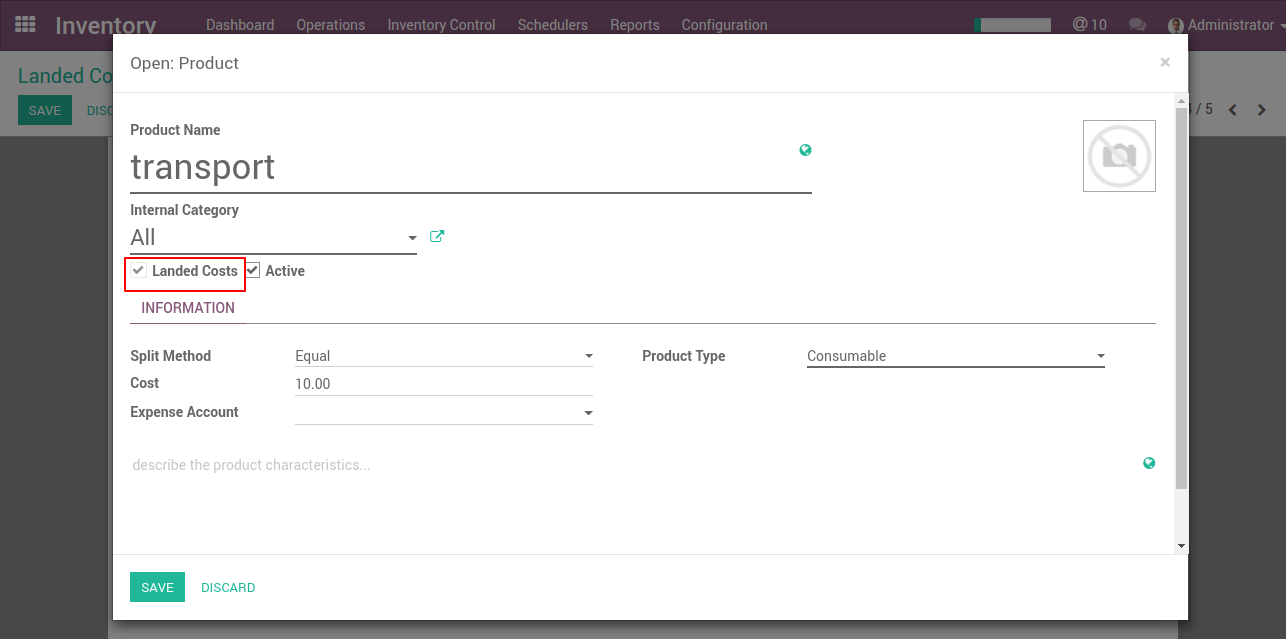 Inventory Dashboard Operations Inventory Control Schedulers Reports Configuration @ 10 Administrator
Landed Co
SAVE DISC
/ 5
Open: Product ×
Product Name
transport
Internal Category
All
Landed Costs Active
INFORMATION
Split Method Equal Product Type Consumable
Cost 10.00
Expense Account
describe the product characteristics...
SAVE DISCARD